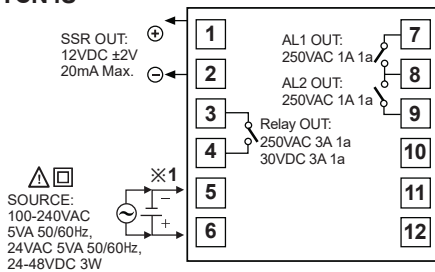 SSR OUT:
12VDC ±2V
20mA Max.
+
−
1
2
3
4
5
6
Relay OUT:
250VAC 3A 1a
30VDC 3A 1a
AL1 OUT:
250VAC 1A 1a
AL2 OUT:
250VAC 1A 1a
7
8
9
10
11
12
※1
−
+
SOURCE:
100-240VAC
5VA 50/60Hz,
24VAC 5VA 50/60Hz,
24-48VDC 3W